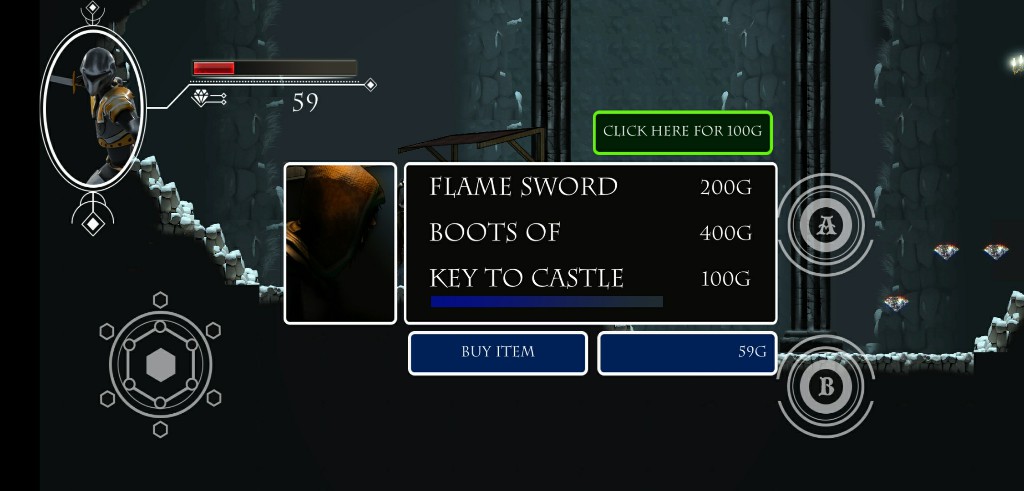 59
CLICK HERE FOR 100G
FLAME SWORD 200G
BOOTS OF 400G
KEY TO CASTLE 100G
BUY ITEM 59G
A
B